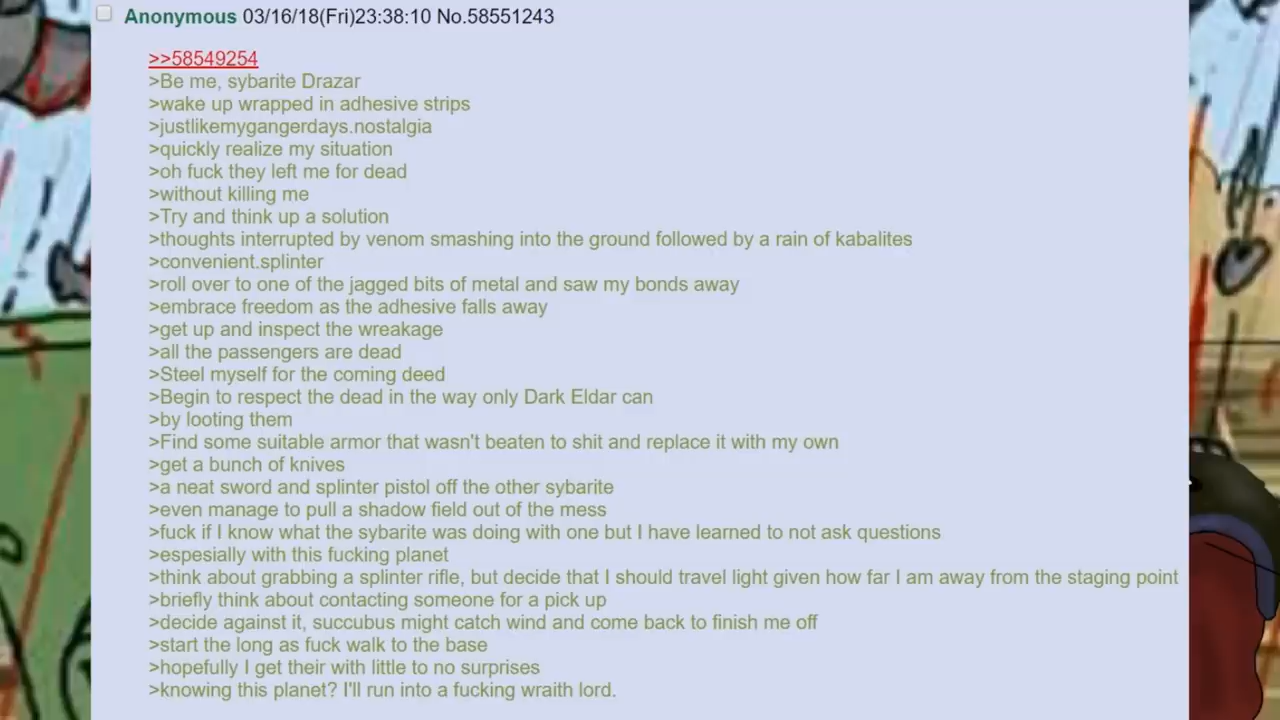 Anonymous 03/16/18(Fri)23:38:10 No.58551243
>>58549254
>Be me, sybarite Drazar
>wake up wrapped in adhesive strips
>justlikemygangerdays.nostalgia
>quickly realize my situation
>oh fuck they left me for dead
>without killing me
>Try and think up a solution
>thoughts interrupted by venom smashing into the ground followed by a rain of kabalites
>convenient.splinter
>roll over to one of the jagged bits of metal and saw my bonds away
>embrace freedom as the adhesive falls away
>get up and inspect the wreakage
>all the passengers are dead
>Steel myself for the coming deed
>Begin to respect the dead in the way only Dark Eldar can
>by looting them
>Find some suitable armor that wasn't beaten to shit and replace it with my own
>get a bunch of knives
>a neat sword and splinter pistol off the other sybarite
>even manage to pull a shadow field out of the mess
>fuck if I know what the sybarite was doing with one but I have learned to not ask questions
>espesially with this fucking planet
>think about grabbing a splinter rifle, but decide that I should travel light given how far I am away from the staging point
>briefly think about contacting someone for a pick up
>decide against it, succubus might catch wind and come back to finish me off
>start the long as fuck walk to the base
>hopefully I get their with little to no surprises
>knowing this planet? I'll run into a fucking wraith lord.